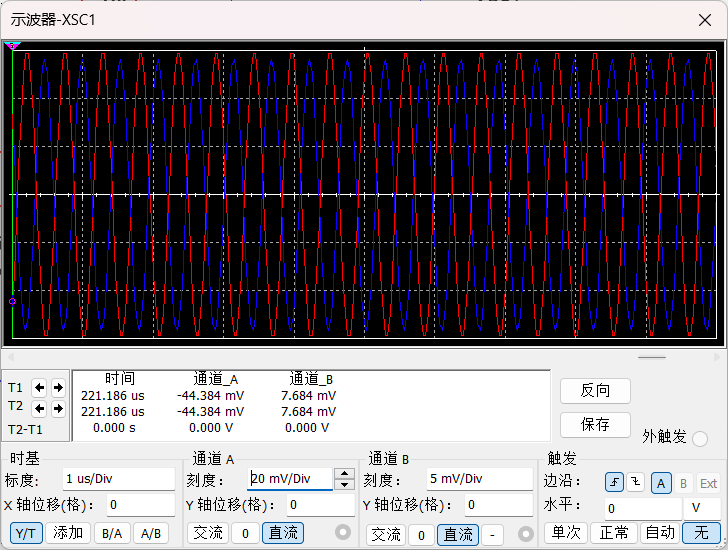 示波器-XSC1
时间 通道_A 通道_B
T1 221.186 us -44.384 mV 7.684 mV
T2 221.186 us -44.384 mV 7.684 mV
T2-T1 0.000 s 0.000 V 0.000 V
反向
保存
外触发
时基 通道 A 通道 B 触发
标度: 1 us/Div 刻度: 20 mV/Div 刻度: 5 mV/Div 边沿: A B Ext
X 轴位移(格): 0 Y 轴位移(格): 0 Y 轴位移(格): 0 水平: 0 V
Y/T 添加 B/A A/B 交流 0 直流 交流 0 直流 - 单次 正常 自动 无